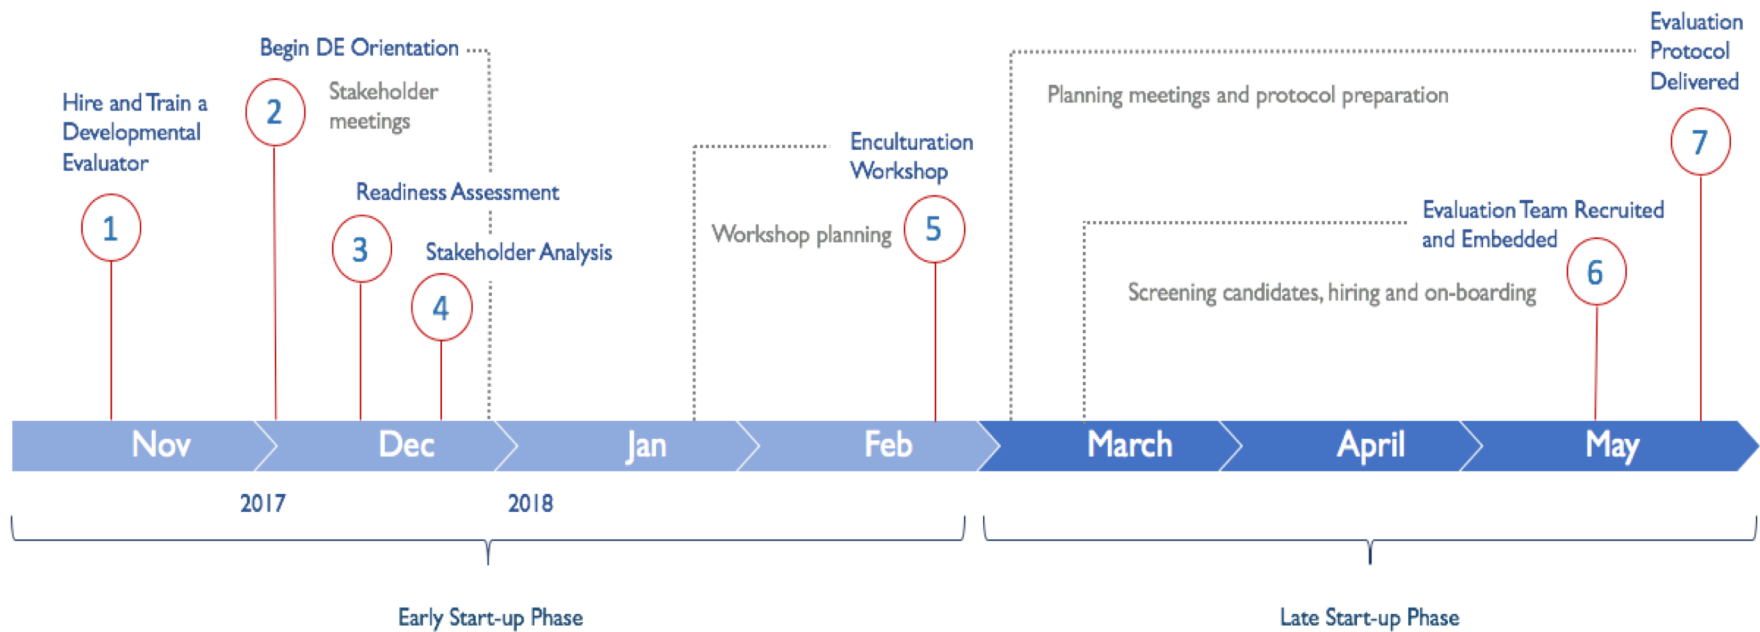 Hire and Train a
Developmental
Evaluator
1
Begin DE Orientation
2
Stakeholder
meetings
Readiness Assessment
3
Stakeholder Analysis
4
Enculturation
Workshop
Workshop planning
5
Evaluation
Protocol
Delivered
Planning meetings and protocol preparation
7
Evaluation Team Recruited
and Embedded
6
Screening candidates, hiring and on-boarding
Nov
Dec
Jan
Feb
March
April
May
2017
2018
Early Start-up Phase
Late Start-up Phase